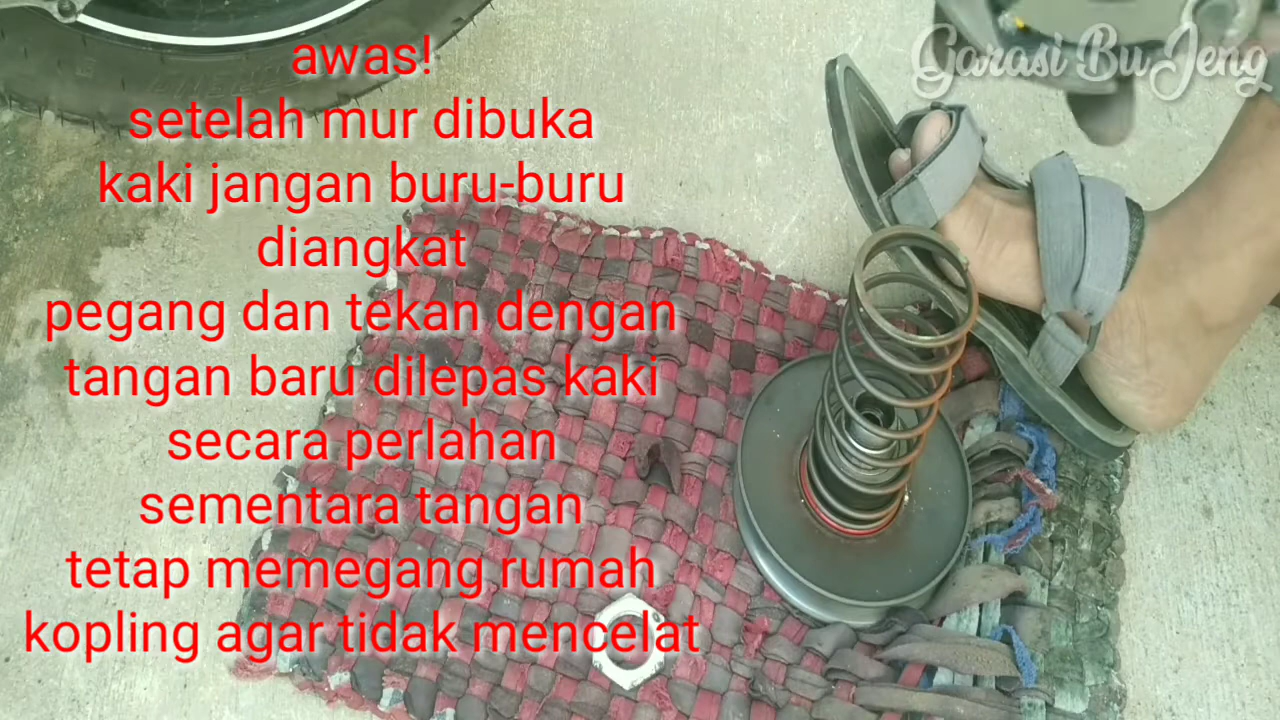 Garasi Bu Jeng
awas!
setelah mur dibuka
kaki jangan buru-buru
diangkat
pegang dan tekan dengan
tangan baru dilepas kaki
secara perlahan
sementara tangan
tetap memegang rumah
kopling agar tidak mencelat